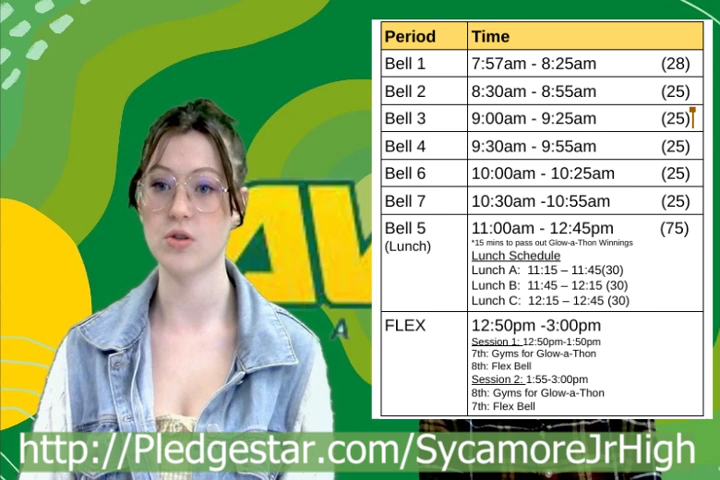 Period Time
Bell 1 7:57am - 8:25am (28)
Bell 2 8:30am - 8:55am (25)
Bell 3 9:00am - 9:25am (25)
Bell 4 9:30am - 9:55am (25)
Bell 6 10:00am - 10:25am (25)
Bell 7 10:30am -10:55am (25)
Bell 5 11:00am - 12:45pm (75)
(Lunch) *15 mins to pass out Glow-a-Thon Winnings
Lunch Schedule
Lunch A: 11:15 – 11:45(30)
Lunch B: 11:45 – 12:15 (30)
Lunch C: 12:15 – 12:45 (30)
FLEX 12:50pm -3:00pm
Session 1: 12:50pm-1:50pm
7th: Gyms for Glow-a-Thon
8th: Flex Bell
Session 2: 1:55-3:00pm
8th: Gyms for Glow-a-Thon
7th: Flex Bell
AV
A
http://Pledgestar.com/SycamoreJrHigh